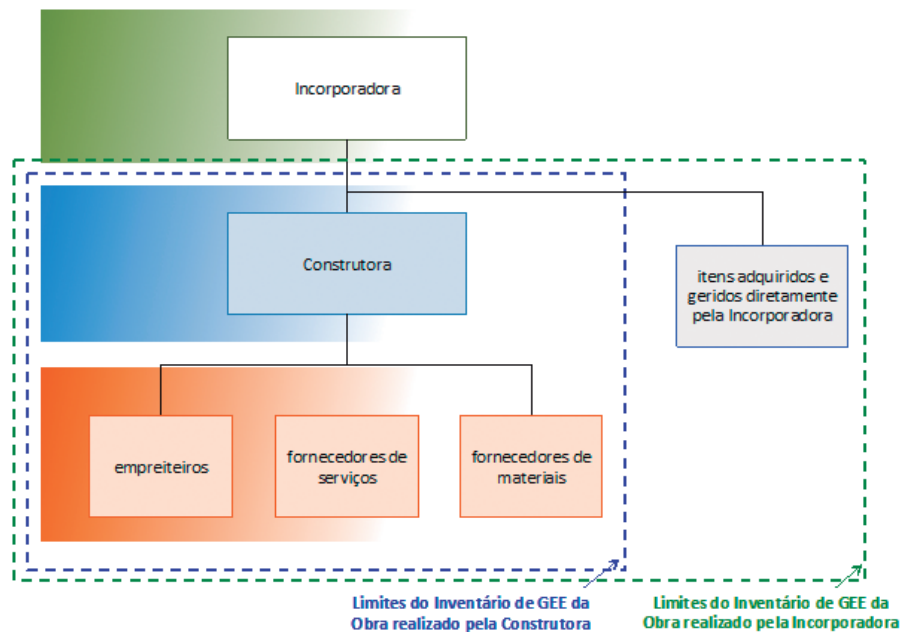 Incorporadora
Construtora
itens adquiridos e
geridos diretamente
pela Incorporadora
empreiteiros
fornecedores de
serviços
fornecedores de
materiais
Limites do Inventário de GEE da
Obra realizado pela Construtora
Limites do Inventário de GEE da
Obra realizado pela Incorporadora